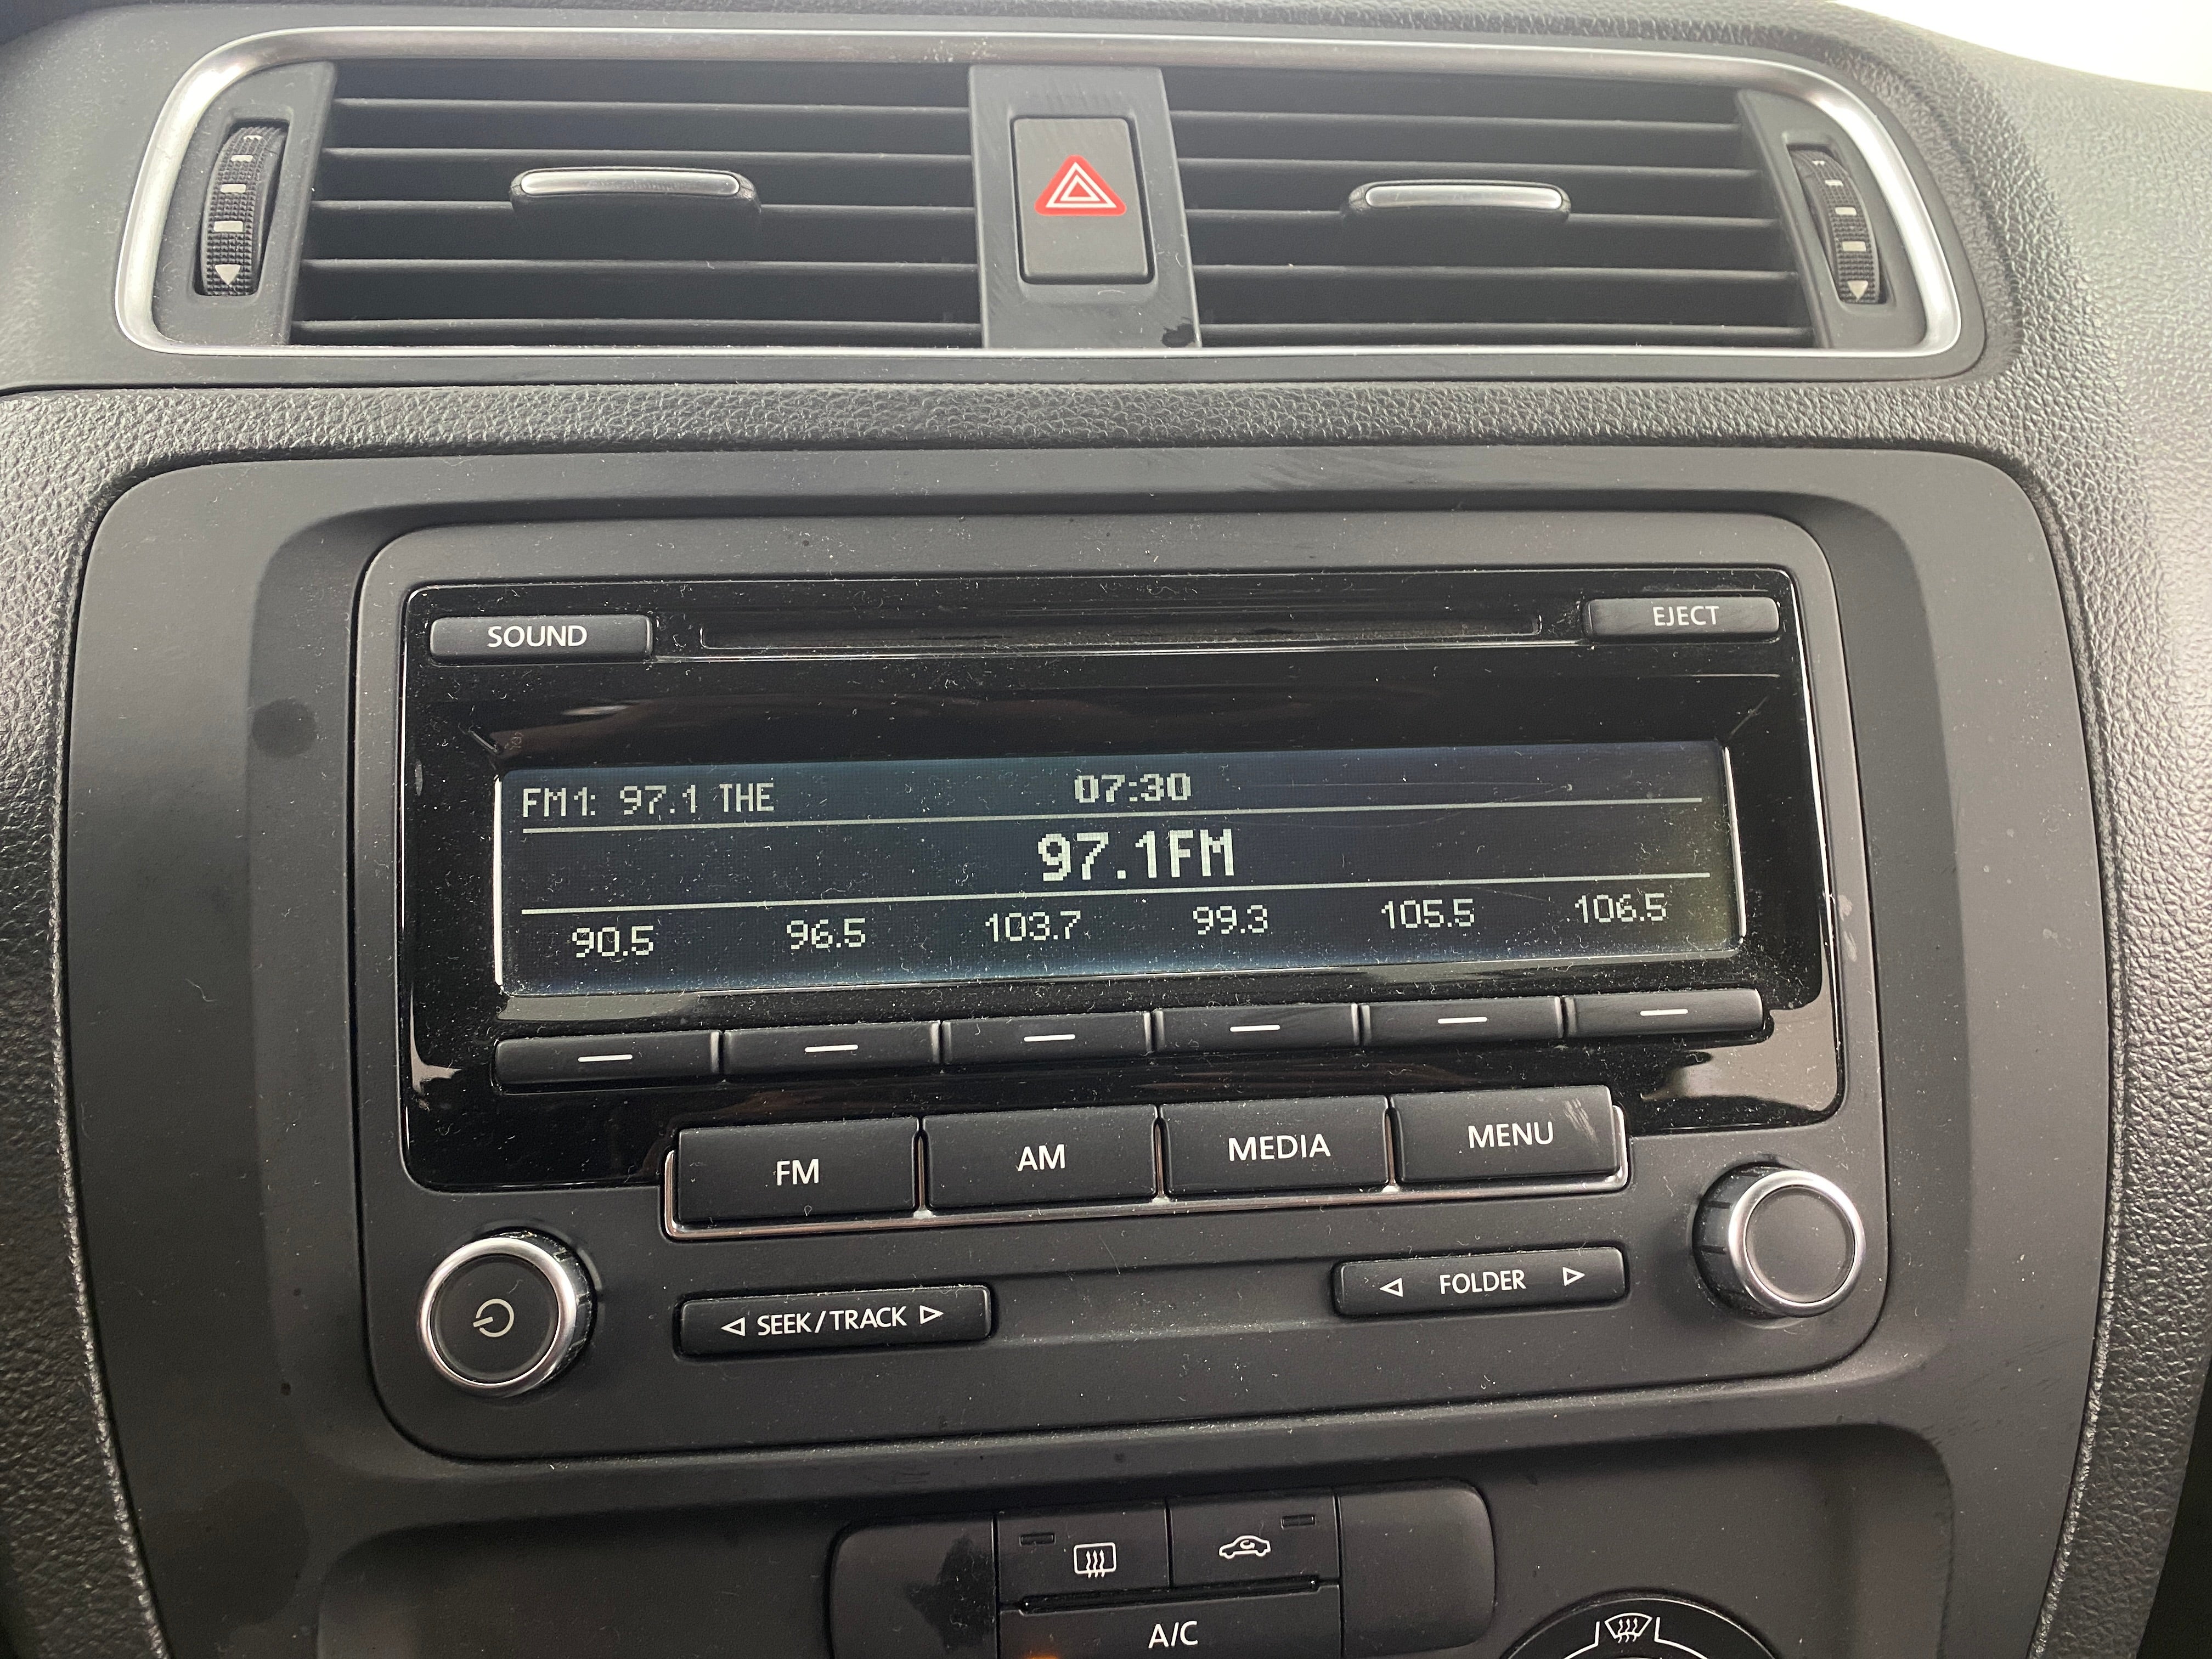 SOUND EJECT
FM1: 97.1 THE 07:30
97.1FM
90.5 96.5 103.7 99.3 105.5 106.5
FM AM MEDIA MENU
SEEK/TRACK FOLDER
A/C